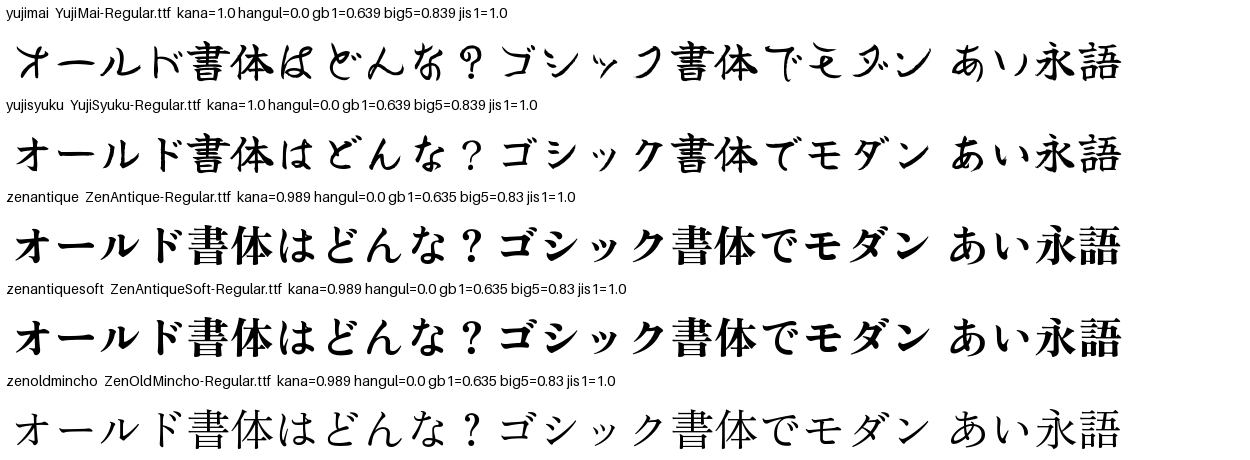 yujimai YujiMai-Regular.ttf kana=1.0 hangul=0.0 gb1=0.639 big5=0.839 jis1=1.0
オールド書体はどんな？ゴシック書体でモダン あい永語
yujisyuku YujiSyuku-Regular.ttf kana=1.0 hangul=0.0 gb1=0.639 big5=0.839 jis1=1.0
オールド書体はどんな？ゴシック書体でモダン あい永語
zenantique ZenAntique-Regular.ttf kana=0.989 hangul=0.0 gb1=0.635 big5=0.83 jis1=1.0
オールド書体はどんな？ゴシック書体でモダン あい永語
zenantiquesoft ZenAntiqueSoft-Regular.ttf kana=0.989 hangul=0.0 gb1=0.635 big5=0.83 jis1=1.0
オールド書体はどんな？ゴシック書体でモダン あい永語
zenoldmincho ZenOldMincho-Regular.ttf kana=0.989 hangul=0.0 gb1=0.635 big5=0.83 jis1=1.0
オールド書体はどんな？ゴシック書体でモダン あい永語